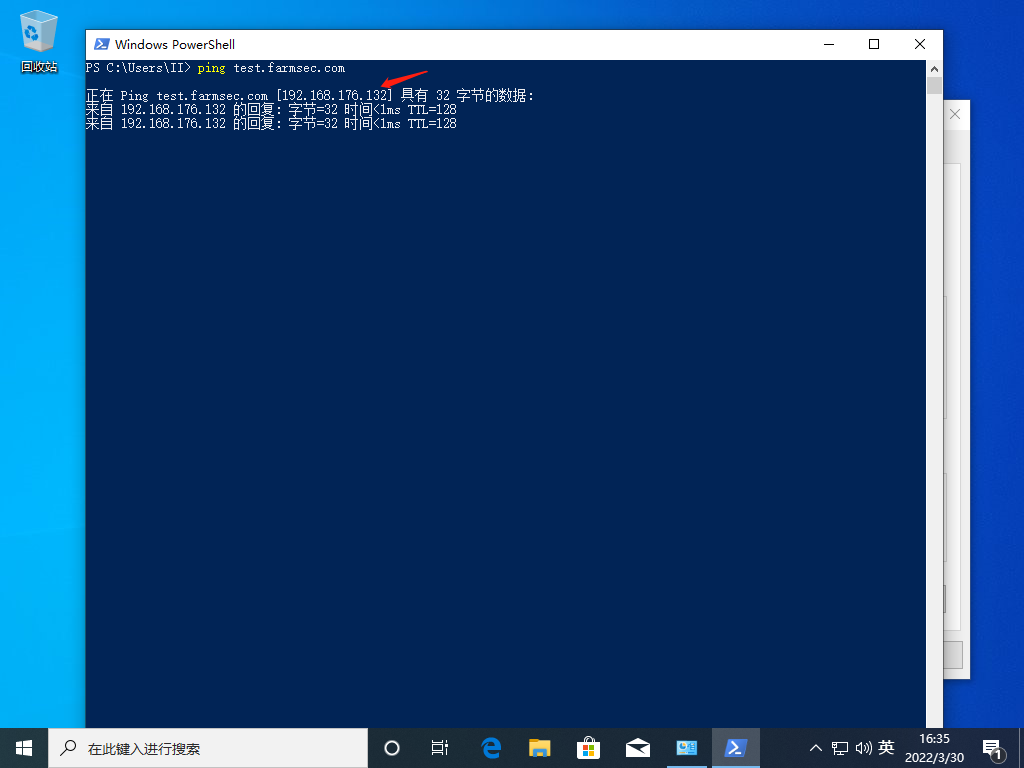 回收站
Windows PowerShell
PS C:\Users\II> ping test.farmsec.com
正在 Ping test.farmsec.com [192.168.176.132] 具有 32 字节的数据:
来自 192.168.176.132 的回复: 字节=32 时间<1ms TTL=128
来自 192.168.176.132 的回复: 字节=32 时间<1ms TTL=128
在此键入进行搜索
英
16:35
2022/3/30
1